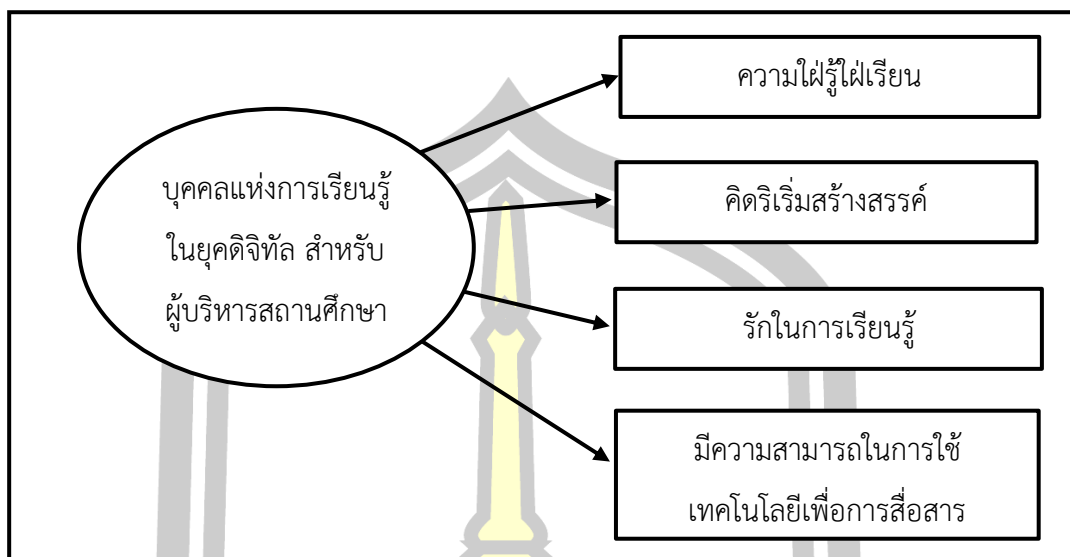 บุคคลแห่งการเรียนรู้
ในยุคดิจิทัล สำหรับ
ผู้บริหารสถานศึกษา
ความใฝ่รู้ใฝ่เรียน
คิดริเริ่มสร้างสรรค์
รักในการเรียนรู้
มีความสามารถในการใช้
เทคโนโลยีเพื่อการสื่อสาร